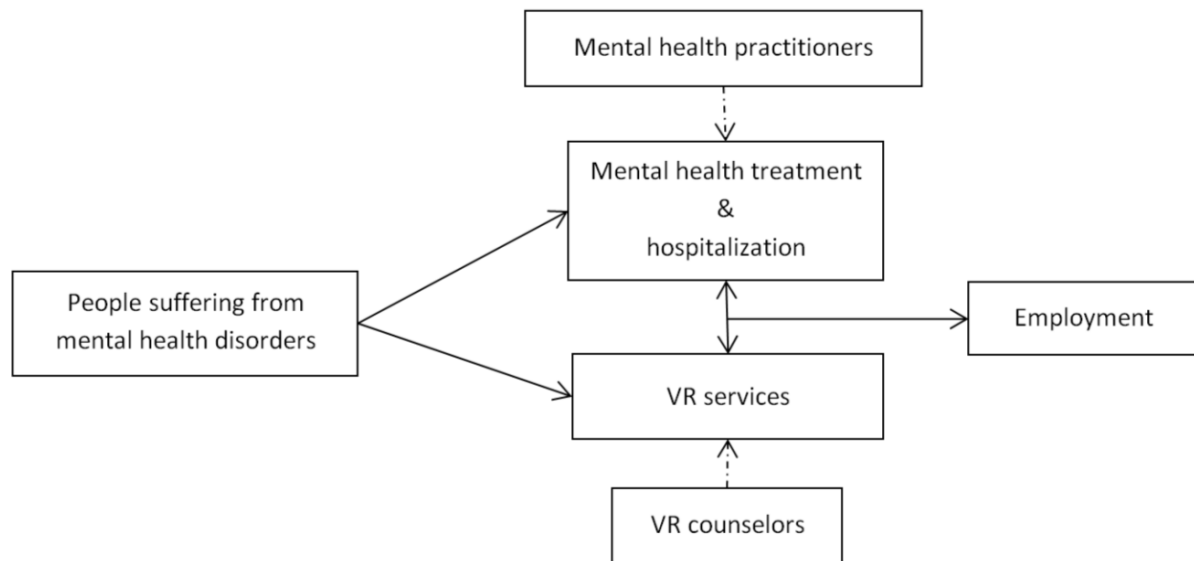 Mental health practitioners
Mental health treatment
&
hospitalization
People suffering from
mental health disorders
Employment
VR services
VR counselors